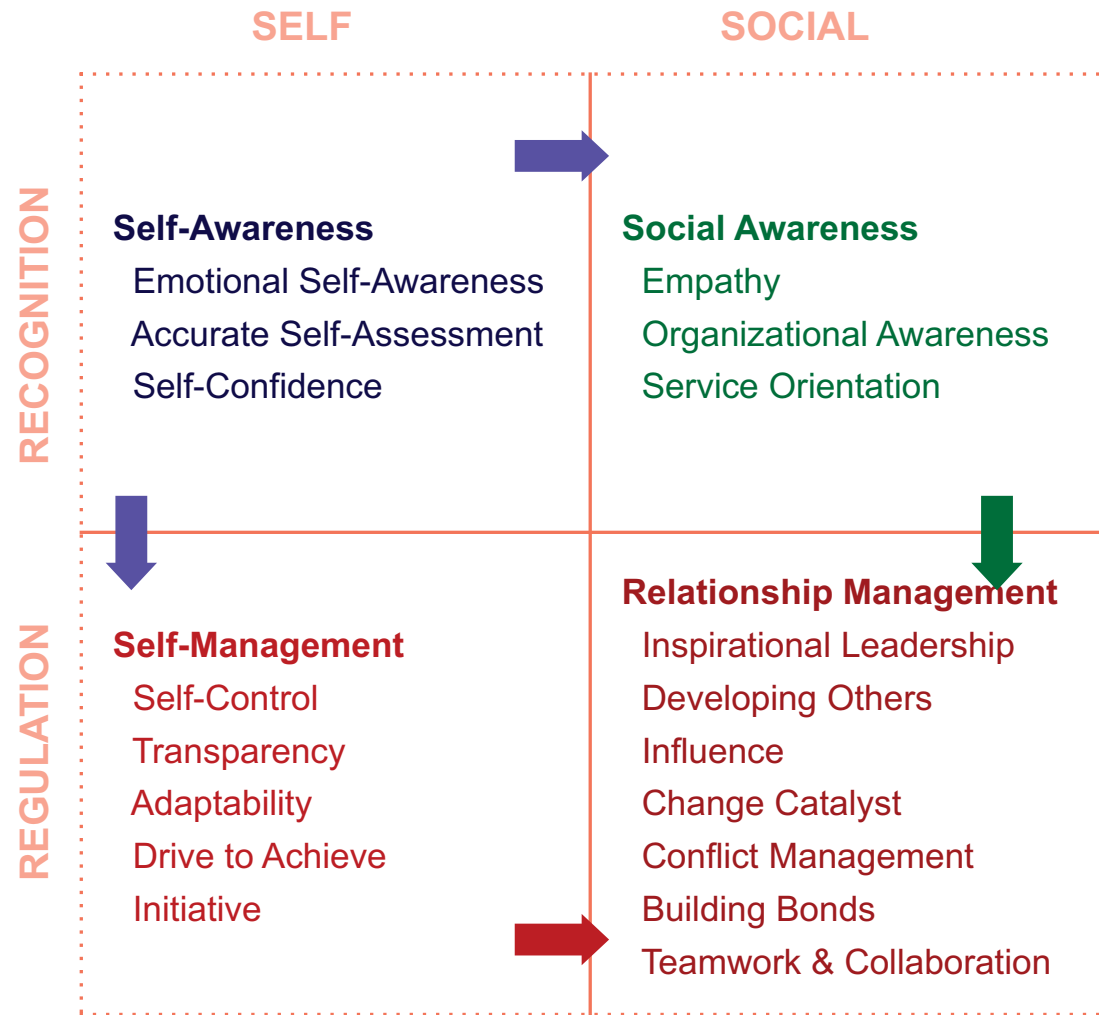 SELF
SOCIAL
RECOGNITION
Self-Awareness
Emotional Self-Awareness
Accurate Self-Assessment
Self-Confidence
Social Awareness
Empathy
Organizational Awareness
Service Orientation
REGULATION
Self-Management
Self-Control
Transparency
Adaptability
Drive to Achieve
Initiative
Relationship Management
Inspirational Leadership
Developing Others
Influence
Change Catalyst
Conflict Management
Building Bonds
Teamwork & Collaboration